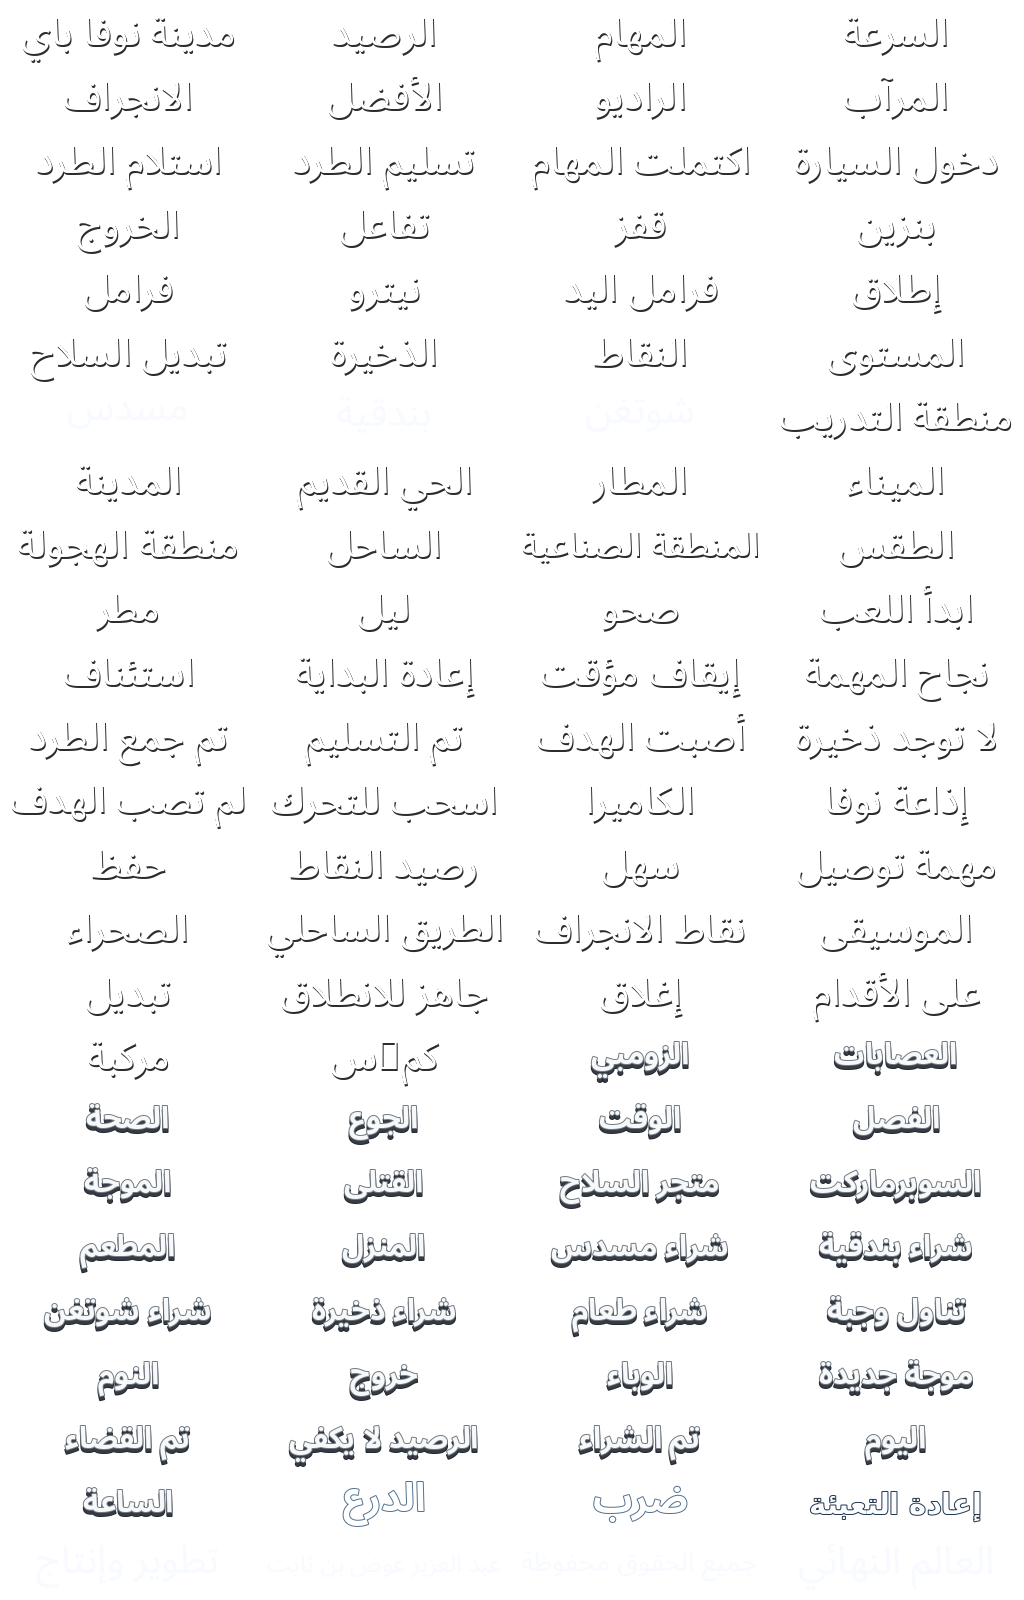 السرعة المهام الرصيد مدينة نوفا باي
المرآب الراديو الأفضل الانجراف
دخول السيارة اكتملت المهام تسليم الطرد استلام الطرد
بنزين قفز تفاعل الخروج
إطلاق فرامل اليد نيترو فرامل
المستوى النقاط الذخيرة تبديل السلاح
منطقة التدريب شوتغن بندقية مسدس
الميناء المطار الحي القديم المدينة
الطقس المنطقة الصناعية الساحل منطقة الهجولة
ابدأ اللعب صحو ليل مطر
نجاح المهمة إيقاف مؤقت إعادة البداية استئناف
لا توجد ذخيرة أصبت الهدف تم التسليم تم جمع الطرد
إذاعة نوفا الكاميرا اسحب للتحرك لم تصب الهدف
مهمة توصيل سهل رصيد النقاط حفظ
الموسيقى نقاط الانجراف الطريق الساحلي الصحراء
على الأقدام إغلاق جاهز للانطلاق تبديل
العصابات الزومبي مركبة
الفصل الوقت الجوع الصحة
السوبرماركت متجر السلاح القتلى الموجة
شراء بندقية شراء مسدس المنزل المطعم
تناول وجبة شراء طعام شراء ذخيرة شراء شوتغن
موجة جديدة الوباء خروج النوم
اليوم تم الشراء الرصيد لا يكفي تم القضاء
إعادة التعبئة ضرب الدرع الساعة
العالم النهائي جميع الحقوق محفوظة عبد العزيز عوض بن ثابت تطوير وإنتاج